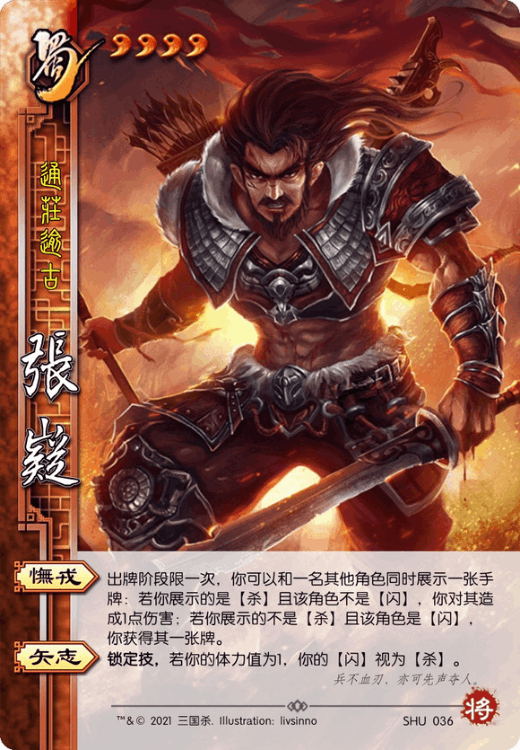 蜀
通莊逾古
張嶷
憮戎
出牌阶段限一次，你可以和一名其他角色同时展示一张手
牌：若你展示的是【杀】且该角色不是【闪】，你对其造
成1点伤害；若你展示的不是【杀】且该角色是【闪】，
你获得其一张牌。
矢志
锁定技，若你的体力值为1，你的【闪】视为【杀】。
兵不血刃，亦可先声夺人。
™&© 2021 三国杀. Illustration: livsinno
SHU 036
将